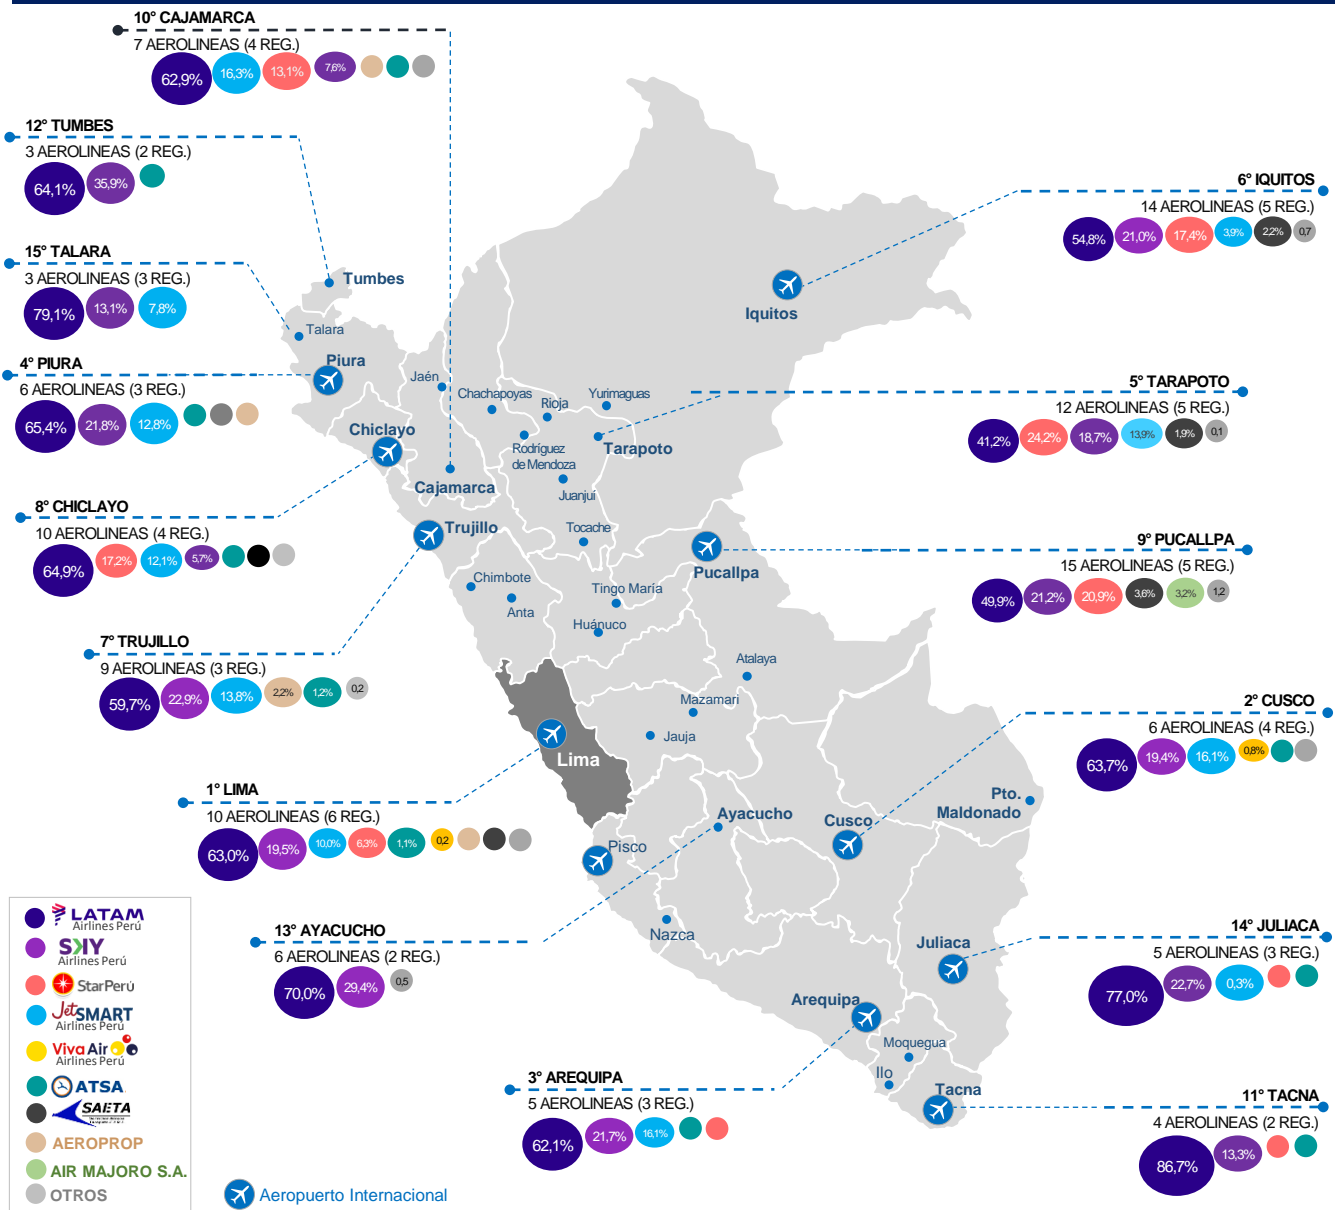 10° CAJAMARCA
7 AEROLINEAS (4 REG.)
62,9% 16,3% 13,1% 7,6%
12° TUMBES
3 AEROLINEAS (2 REG.)
64,1% 35,9%
15° TALARA
3 AEROLINEAS (3 REG.)
79,1% 13,1% 7,8%
4° PIURA
6 AEROLINEAS (3 REG.)
65,4% 21,8% 12,8%
8° CHICLAYO
10 AEROLINEAS (4 REG.)
64,9% 17,2% 12,1% 5,7%
7° TRUJILLO
9 AEROLINEAS (3 REG.)
59,7% 22,9% 13,8% 2,2% 1,2% 0,2
1° LIMA
10 AEROLINEAS (6 REG.)
63,0% 19,5% 10,0% 6,3% 1,1% 0,2
13° AYACUCHO
6 AEROLINEAS (2 REG.)
70,0% 29,4% 0,5
3° AREQUIPA
5 AEROLINEAS (3 REG.)
62,1% 21,7% 16,1%
6° IQUITOS
14 AEROLINEAS (5 REG.)
54,8% 21,0% 17,4% 3,9% 2,2% 0,7
5° TARAPOTO
12 AEROLINEAS (5 REG.)
41,2% 24,2% 18,7% 13,9% 1,9% 0,1
9° PUCALLPA
15 AEROLINEAS (5 REG.)
49,9% 21,2% 20,9% 3,6% 3,2% 1,2
2° CUSCO
6 AEROLINEAS (4 REG.)
63,7% 19,4% 16,1% 0,8%
14° JULIACA
5 AEROLINEAS (3 REG.)
77,0% 22,7% 0,3%
11° TACNA
4 AEROLINEAS (2 REG.)
86,7% 13,3%
Tumbes
Talara
Piura
Jaén
Chachapoyas
Rioja
Yurimaguas
Iquitos
Chiclayo
Rodríguez
de Mendoza
Tarapoto
Cajamarca
Juanjuí
Trujillo
Tocache
Pucallpa
Chimbote
Anta
Tingo María
Huánuco
Atalaya
Mazamari
Jauja
Lima
Pto.
Maldonado
Ayacucho
Cusco
Pisco
Nazca
Juliaca
Arequipa
Moquegua
Ilo
Tacna
LATAM
Airlines Perú
SKY
Airlines Perú
StarPerú
JetSMART
Airlines Perú
Viva Air
Airlines Perú
ATSA
SAETA
AEROPROP
AIR MAJORO S.A.
OTROS
Aeropuerto Internacional